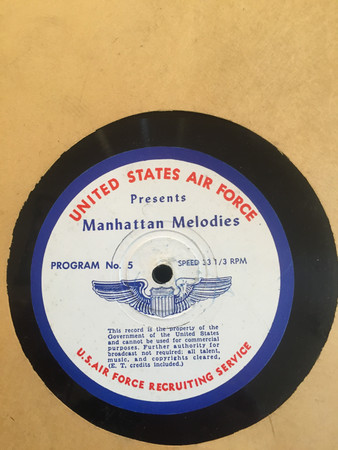 UNITED STATES AIR FORCE
Presents
Manhattan Melodies
PROGRAM No. 5
SPEED 33 1/3 RPM
This record is the property of the
Government of the United States
and cannot be used for commercial
purposes. Further authority for
broadcast not required; all talent,
music, and copyrights cleared,
(E. T. credits included.)
U.S. AIR FORCE RECRUITING SERVICE